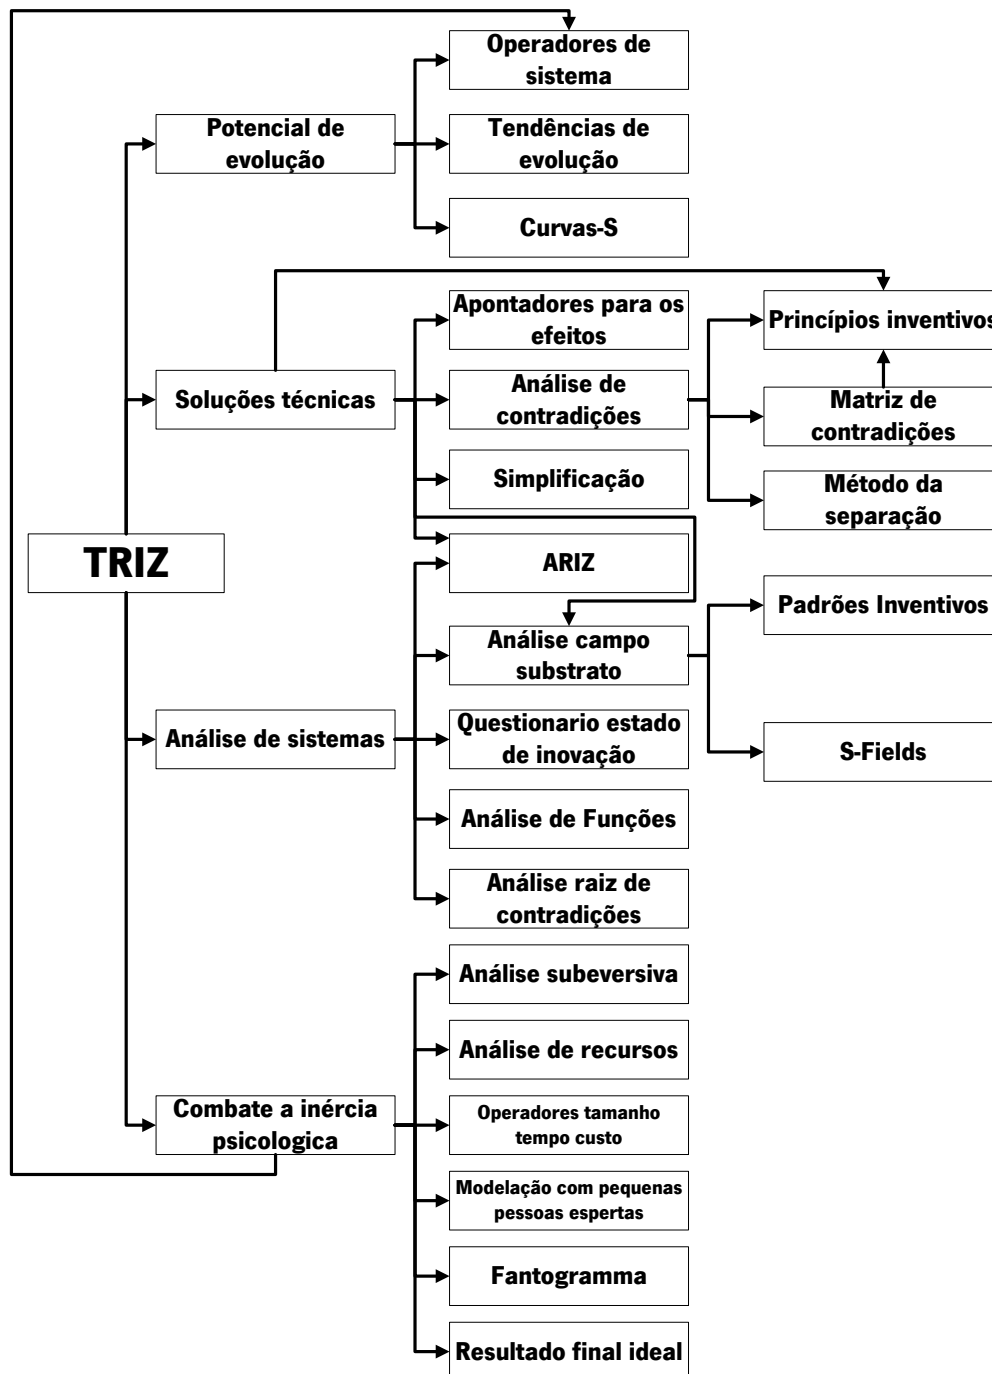 Operadores de
sistema
Potencial de
evolução
Tendências de
evolução
Curvas-S
Apontadores para os
efeitos
Princípios inventivos
Soluções técnicas
Análise de
contradições
Matriz de
contradições
Simplificação
Método da
separação
TRIZ
ARIZ
Padrões Inventivos
Análise campo
substrato
Análise de sistemas
Questionario estado
de inovação
S-Fields
Análise de Funções
Análise raiz de
contradições
Análise subeversiva
Análise de recursos
Combate a inércia
psicologica
Operadores tamanho
tempo custo
Modelação com pequenas
pessoas espertas
Fantogramma
Resultado final ideal